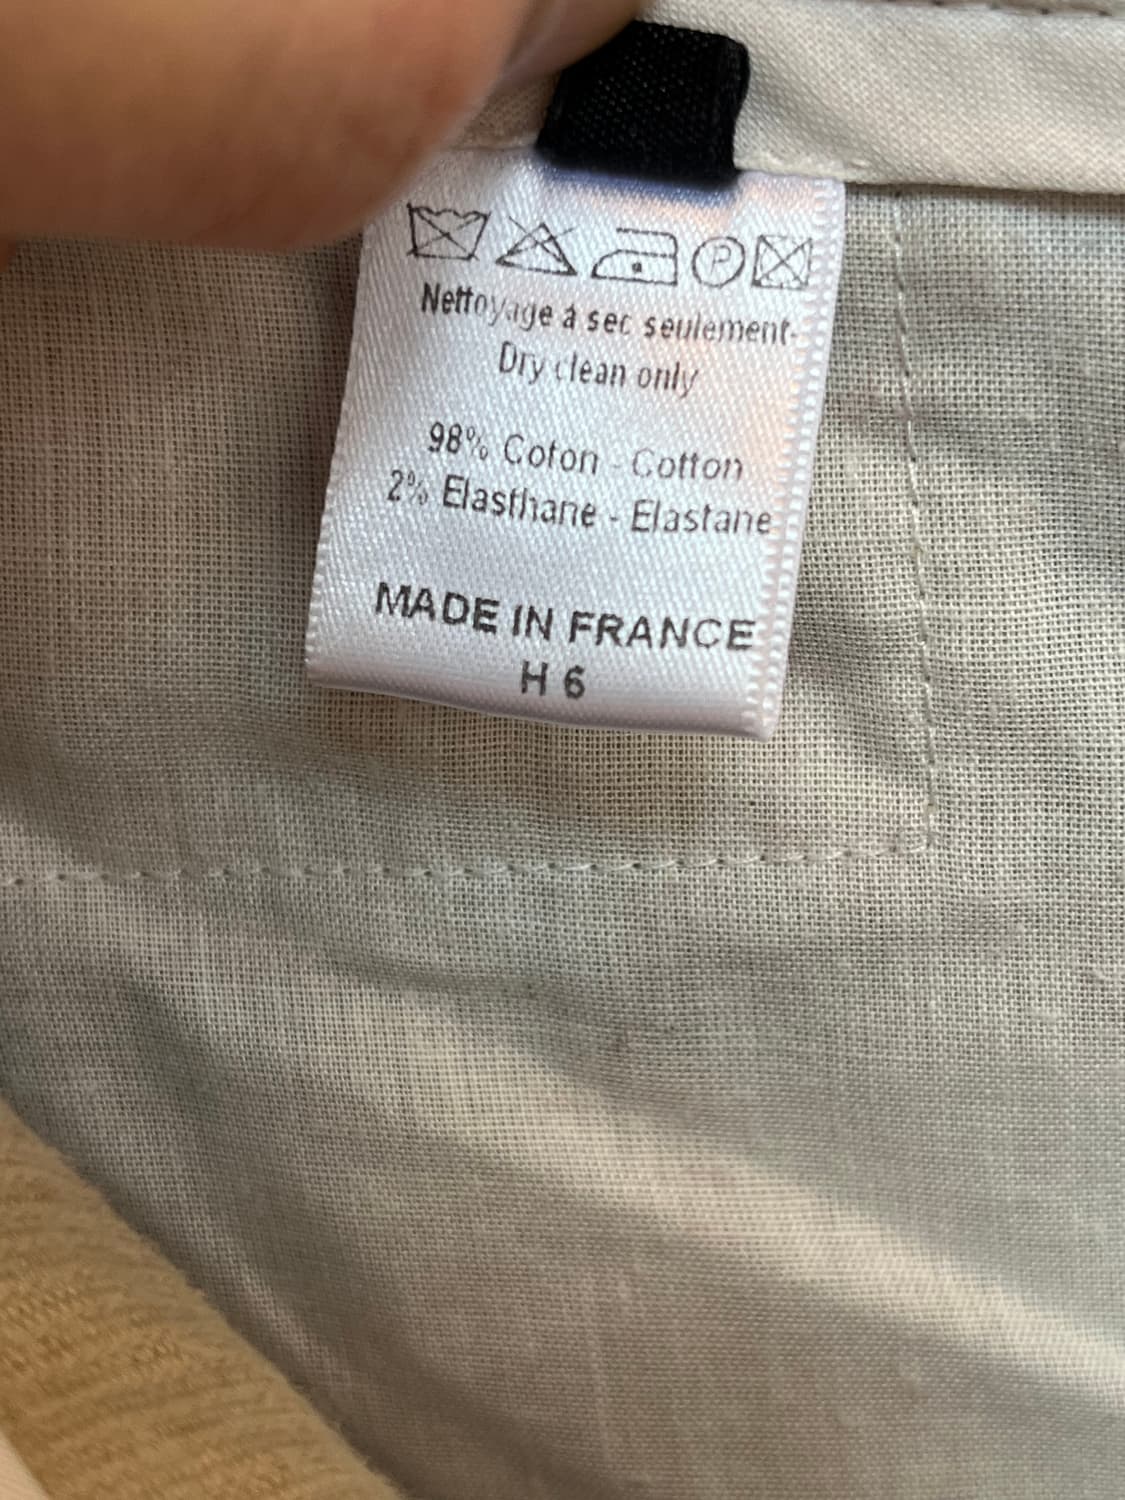 P
Nettoyage à sec seulement-
Dry clean only
98% Coton - Cotton
2% Elasthane - Elastane
MADE IN FRANCE
H 6